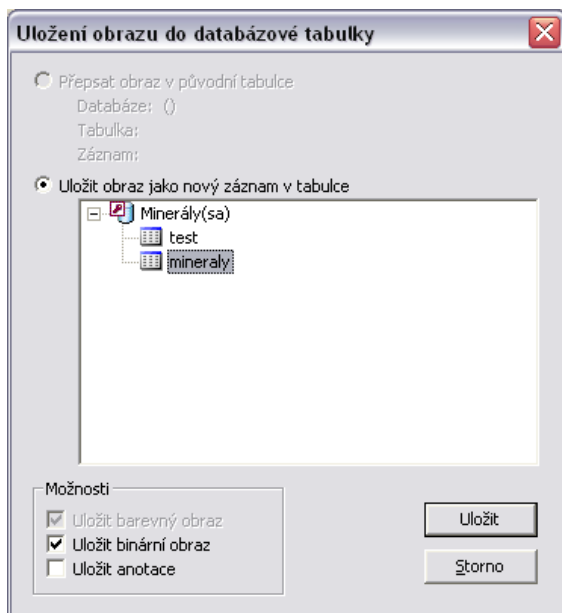 Uložení obrazu do databázové tabulky
Přepsat obraz v původní tabulce
Databáze: ()
Tabulka:
Záznam:
Uložit obraz jako nový záznam v tabulce
Minerály(sa)
test
mineraly
Možnosti
Uložit barevný obraz
Uložit binární obraz
Uložit anotace
Uložit
Storno